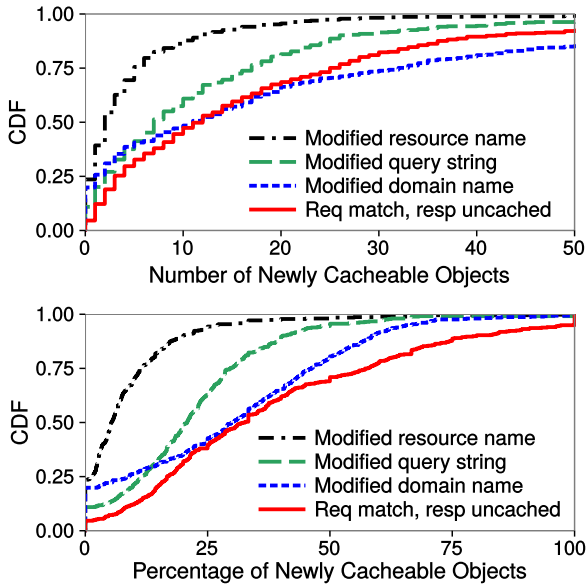 1.00
0.75
0.50
0.25
0.00
CDF
Modified resource name
Modified query string
Modified domain name
Req match, resp uncached
0 10 20 30 40 50
Number of Newly Cacheable Objects
1.00
0.75
0.50
0.25
0.00
CDF
Modified resource name
Modified query string
Modified domain name
Req match, resp uncached
0 25 50 75 100
Percentage of Newly Cacheable Objects